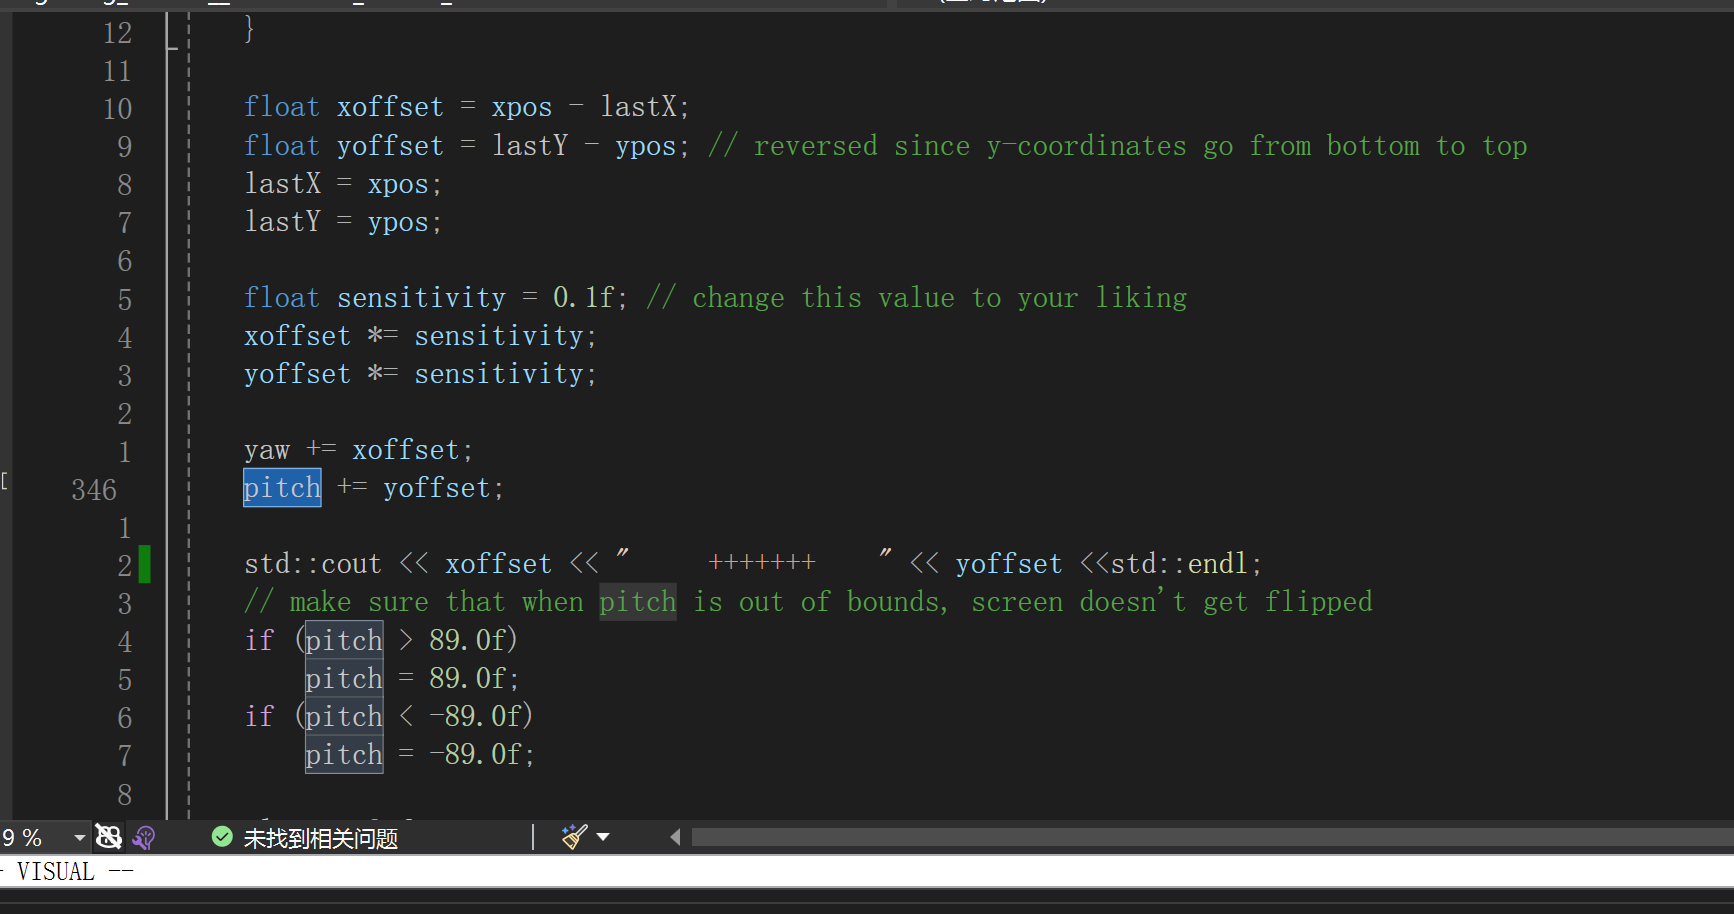 12 }
11
10 float xoffset = xpos - lastX;
9 float yoffset = lastY - ypos; // reversed since y-coordinates go from bottom to top
8 lastX = xpos;
7 lastY = ypos;
6
5 float sensitivity = 0.1f; // change this value to your liking
4 xoffset *= sensitivity;
3 yoffset *= sensitivity;
2
1 yaw += xoffset;
346 pitch += yoffset;
1
2 std::cout << xoffset << "     +++++++    " << yoffset <<std::endl;
3 // make sure that when pitch is out of bounds, screen doesn't get flipped
4 if (pitch > 89.0f)
5 pitch = 89.0f;
6 if (pitch < -89.0f)
7 pitch = -89.0f;
8
9 % 未找到相关问题
- VISUAL --